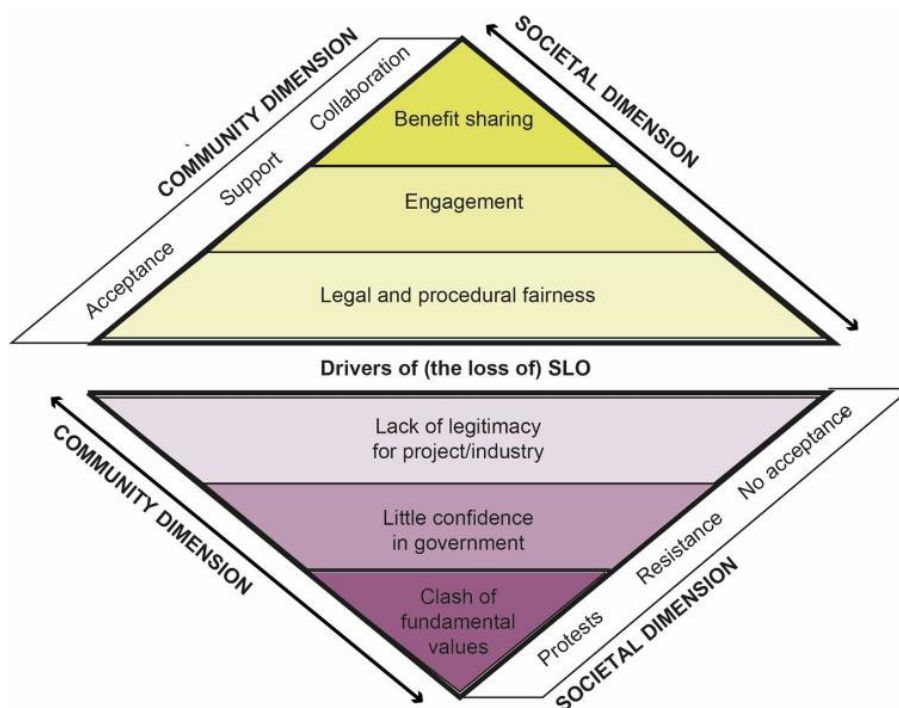 COMMUNITY DIMENSION
SOCIETAL DIMENSION
Collaboration
Support
Acceptance
Benefit sharing
Engagement
Legal and procedural fairness
Drivers of (the loss of) SLO
Lack of legitimacy
for project/industry
Little confidence
in government
Clash of
fundamental
values
COMMUNITY DIMENSION
No acceptance
Resistance
Protests
SOCIETAL DIMENSION